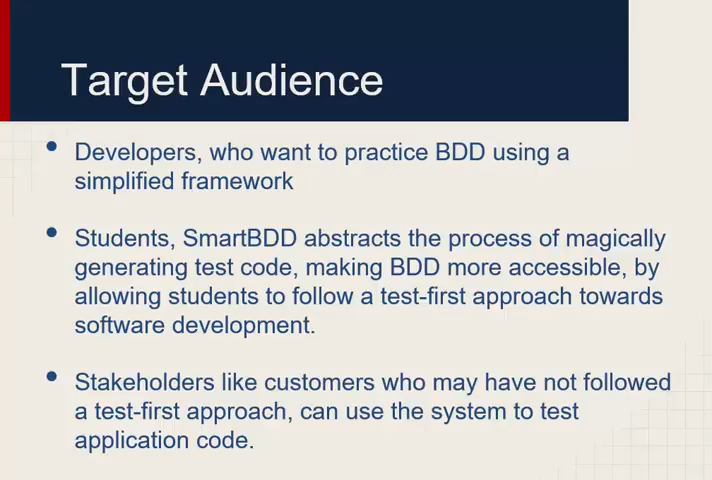 Target Audience
Developers, who want to practice BDD using a
simplified framework
Students, SmartBDD abstracts the process of magically
generating test code, making BDD more accessible, by
allowing students to follow a test-first approach towards
software development.
Stakeholders like customers who may have not followed
a test-first approach, can use the system to test
application code.